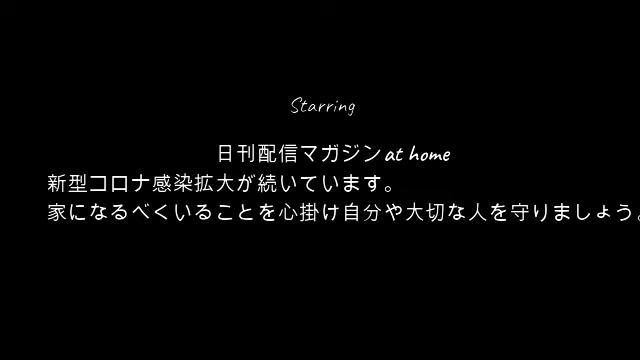 Starring
日刊配信マガジンat home
新型コロナ感染拡大が続いています。
家になるべくいることを心掛け自分や大切な人を守りましょう。